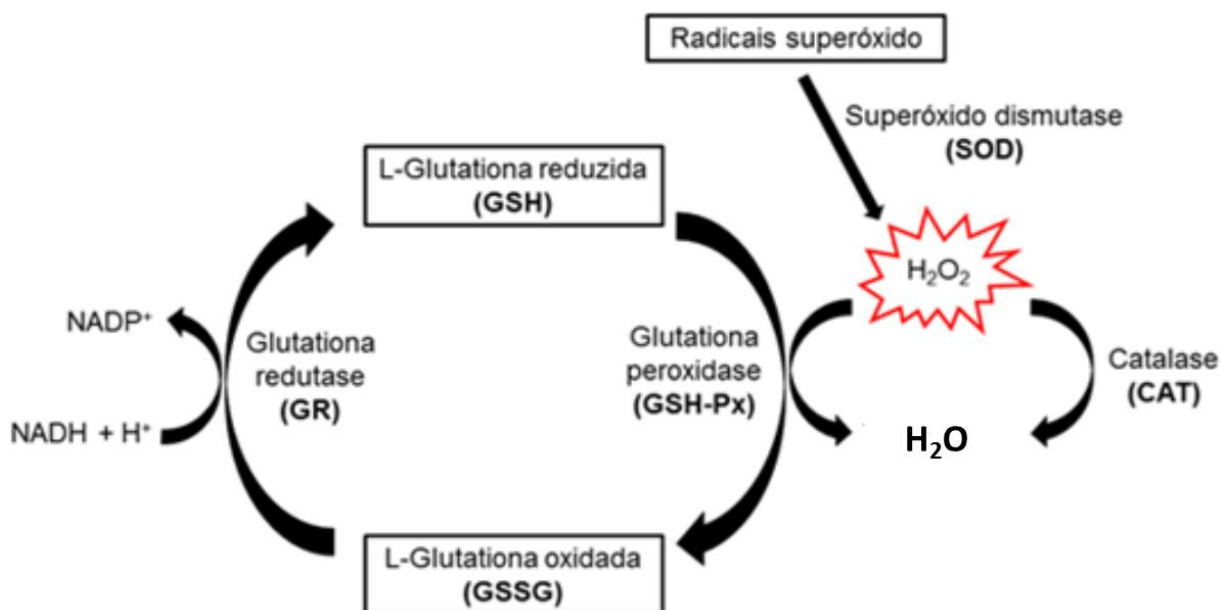 Radicais superóxido
Superóxido dismutase
(SOD)
L-Glutationa reduzida
(GSH)
H₂O₂
NADP⁺
Glutationa
redutase
(GR)
Glutationa
peroxidase
(GSH-Px)
Catalase
(CAT)
NADH + H⁺
H₂O
L-Glutationa oxidada
(GSSG)